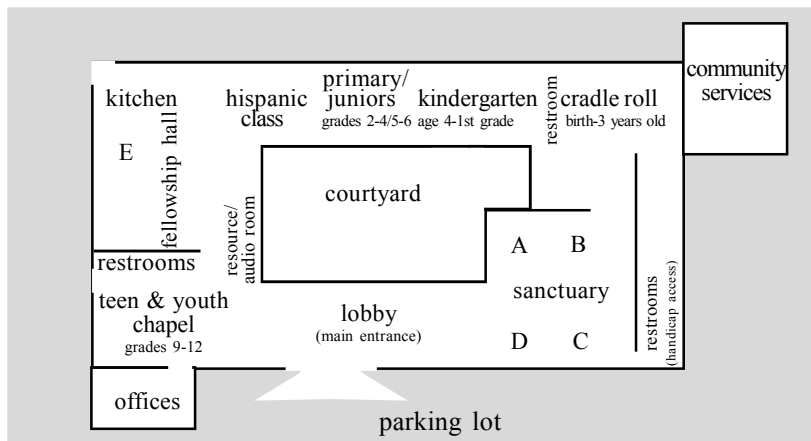 kitchen
E
fellowship hall
hispanic
class
primary/
juniors
grades 2-4/5-6
kindergarten
age 4-1st grade
restroom
cradle roll
birth-3 years old
community
services
courtyard
resource/
audio room
A B
sanctuary
D C
restrooms
(handicap access)
restrooms
teen & youth
chapel
grades 9-12
lobby
(main entrance)
offices
parking lot